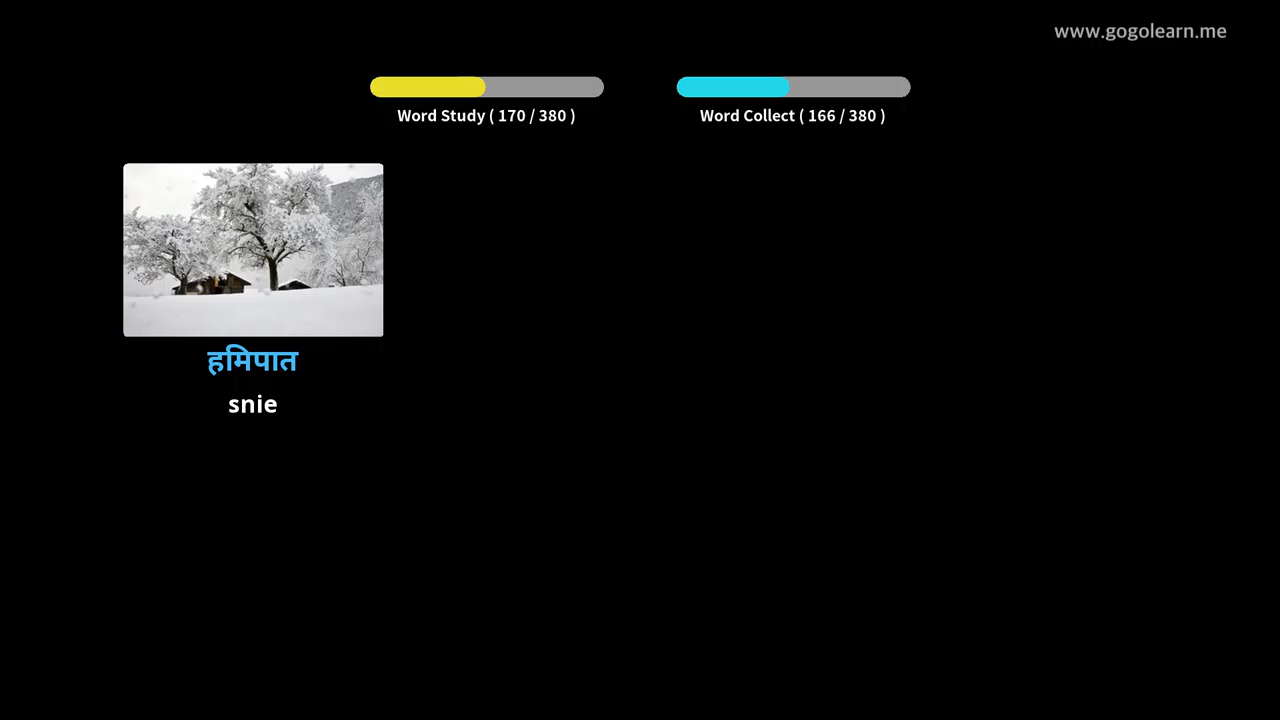 www.gogolearn.me
Word Study ( 170 / 380 )
Word Collect ( 166 / 380 )
हमिपात
snie